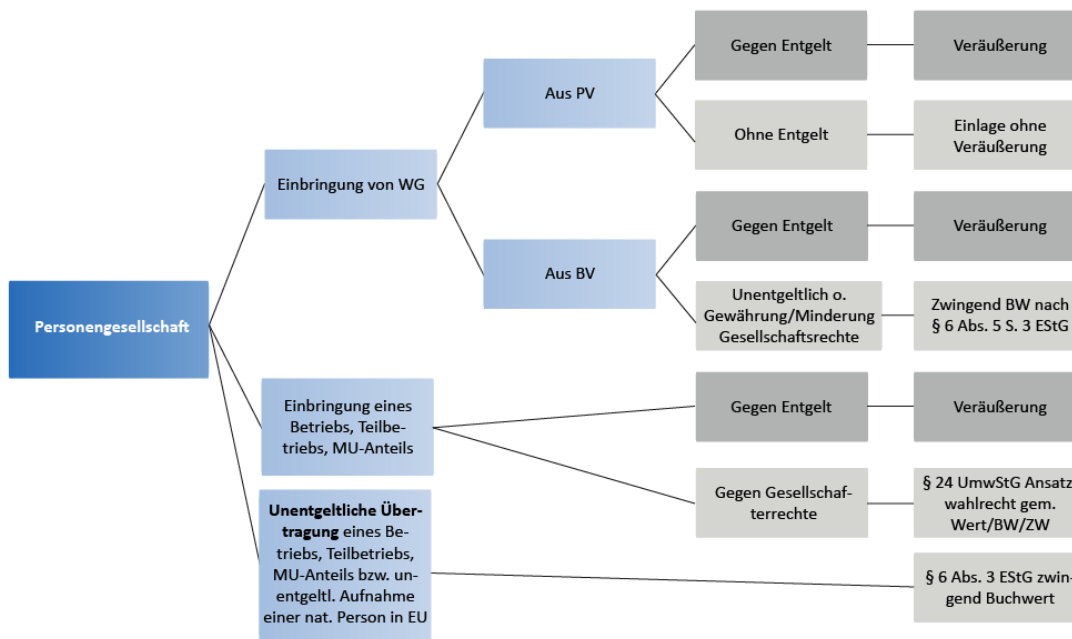 Personengesellschaft
Einbringung von WG
Aus PV
Gegen Entgelt
Veräußerung
Ohne Entgelt
Einlage ohne
Veräußerung
Aus BV
Gegen Entgelt
Veräußerung
Unentgeltlich o.
Gewährung/Minderung
Gesellschaftsrechte
Zwingend BW nach
§ 6 Abs. 5 S. 3 EStG
Einbringung eines
Betriebs, Teilbe-
triebs, MU-Anteils
Gegen Entgelt
Veräußerung
Gegen Gesellschaf-
terrechte
§ 24 UmwStG Ansatz-
wahlrecht gem.
Wert/BW/ZW
Unentgeltliche Über-
tragung eines Be-
triebs, Teilbetriebs,
MU-Anteils bzw. un-
entgeltl. Aufnahme
einer nat. Person in EU
§ 6 Abs. 3 EStG zwin-
gend Buchwert